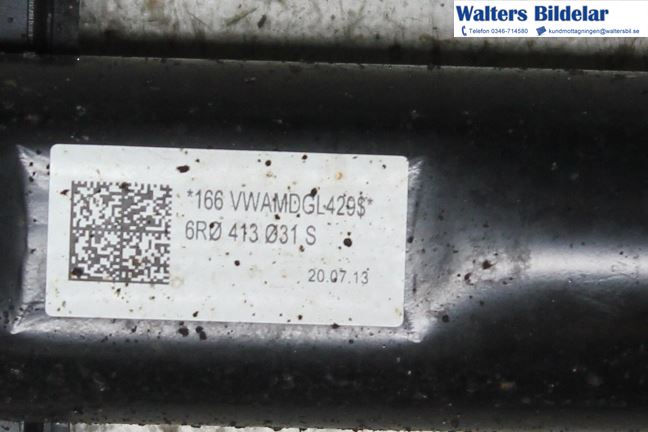 Walters Bildelar
Telefon 0346-714580 kundmottagningen@waltersbil.se
*166 VWAMDGL429$*
6RØ 413 Ø31 S
20.07.13